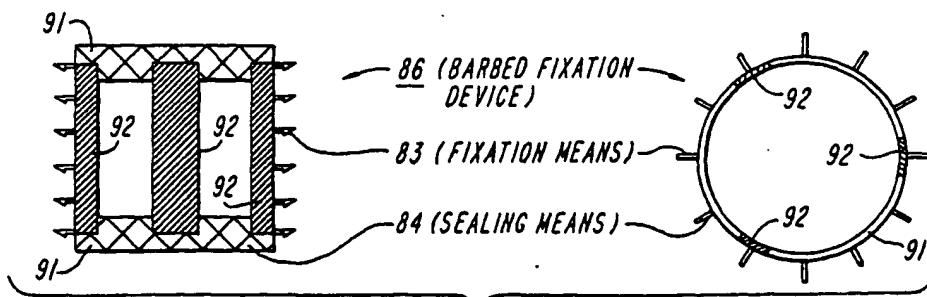 91
86 (BARBED FIXATION
DEVICE)
92
92
92
83 (FIXATION MEANS)
92
92
92
84 (SEALING MEANS)
91
91